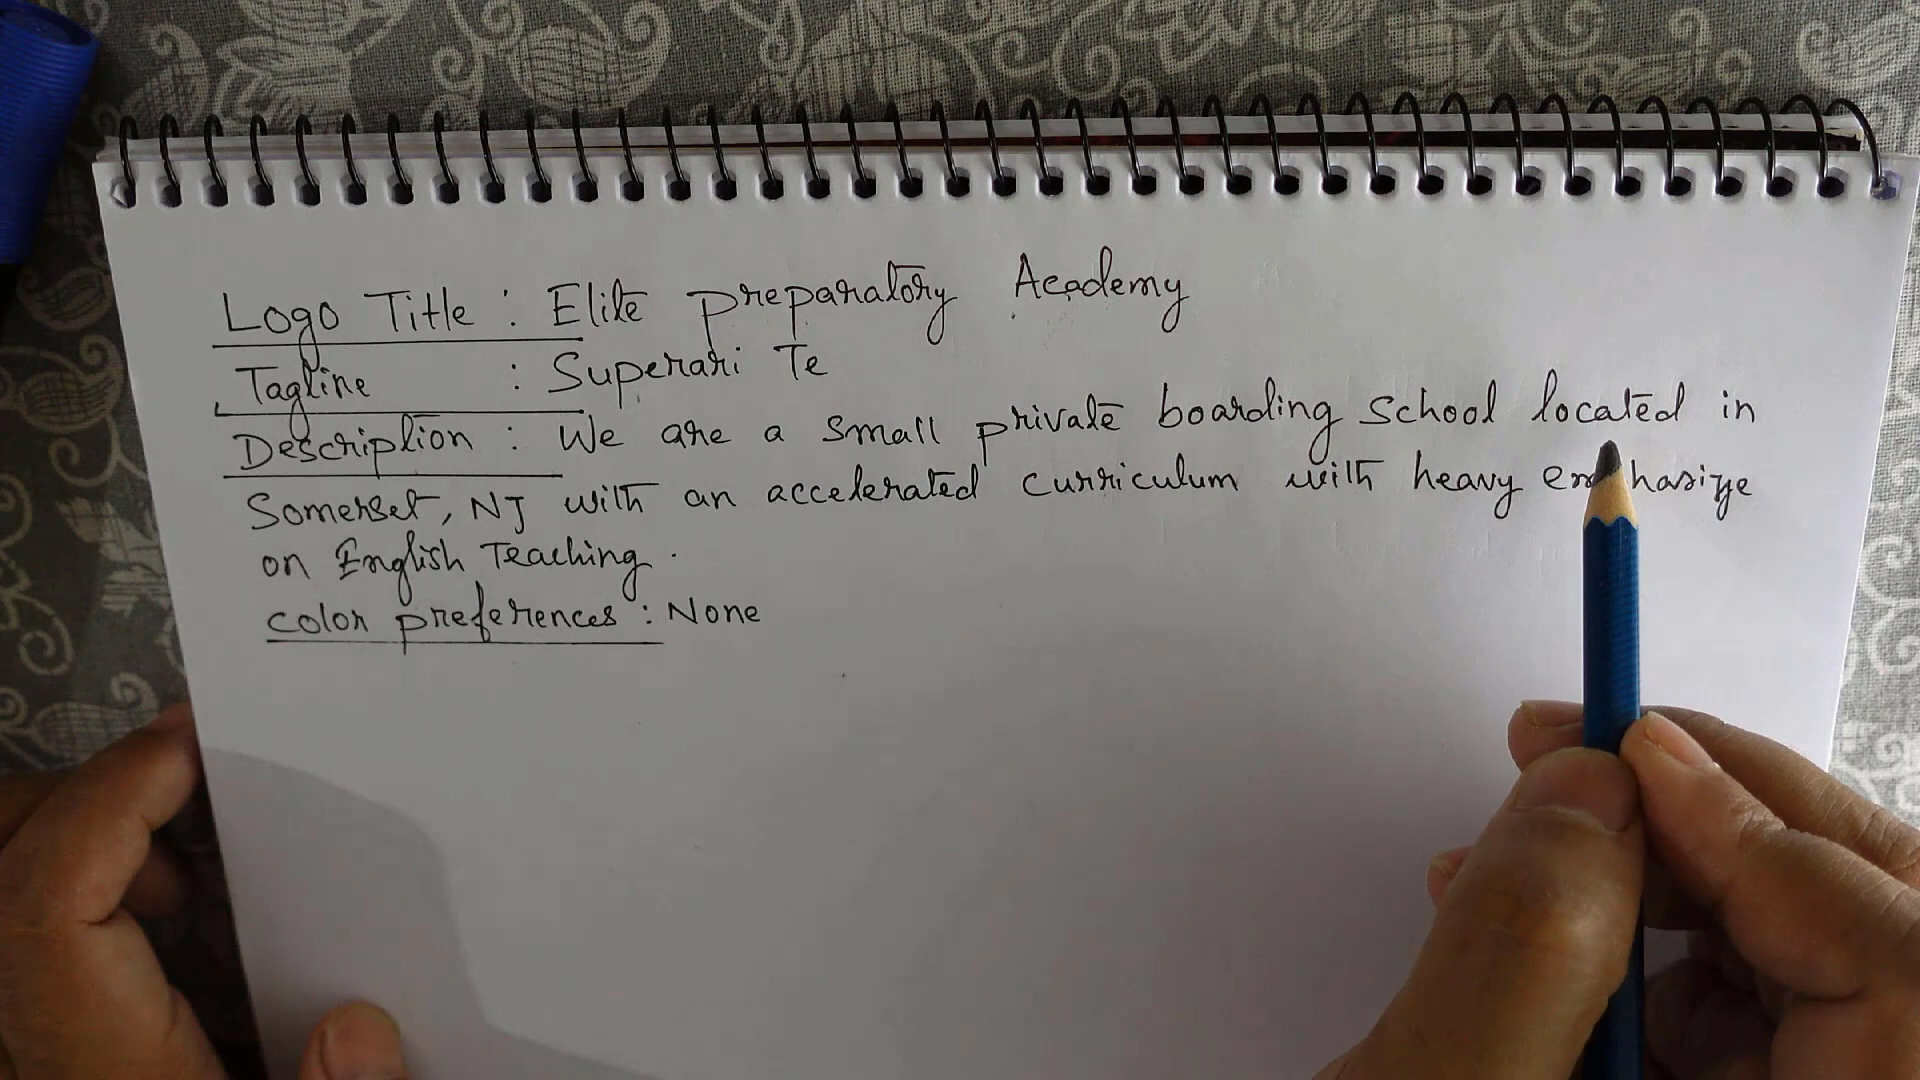 Logo Title : Elite preparatory Academy
Tagline : Superari Te
Description : We are a small private boarding school located in
Somerset, NJ with an accelerated curriculum with heavy emphasize
on English Teaching.
color preferences : None